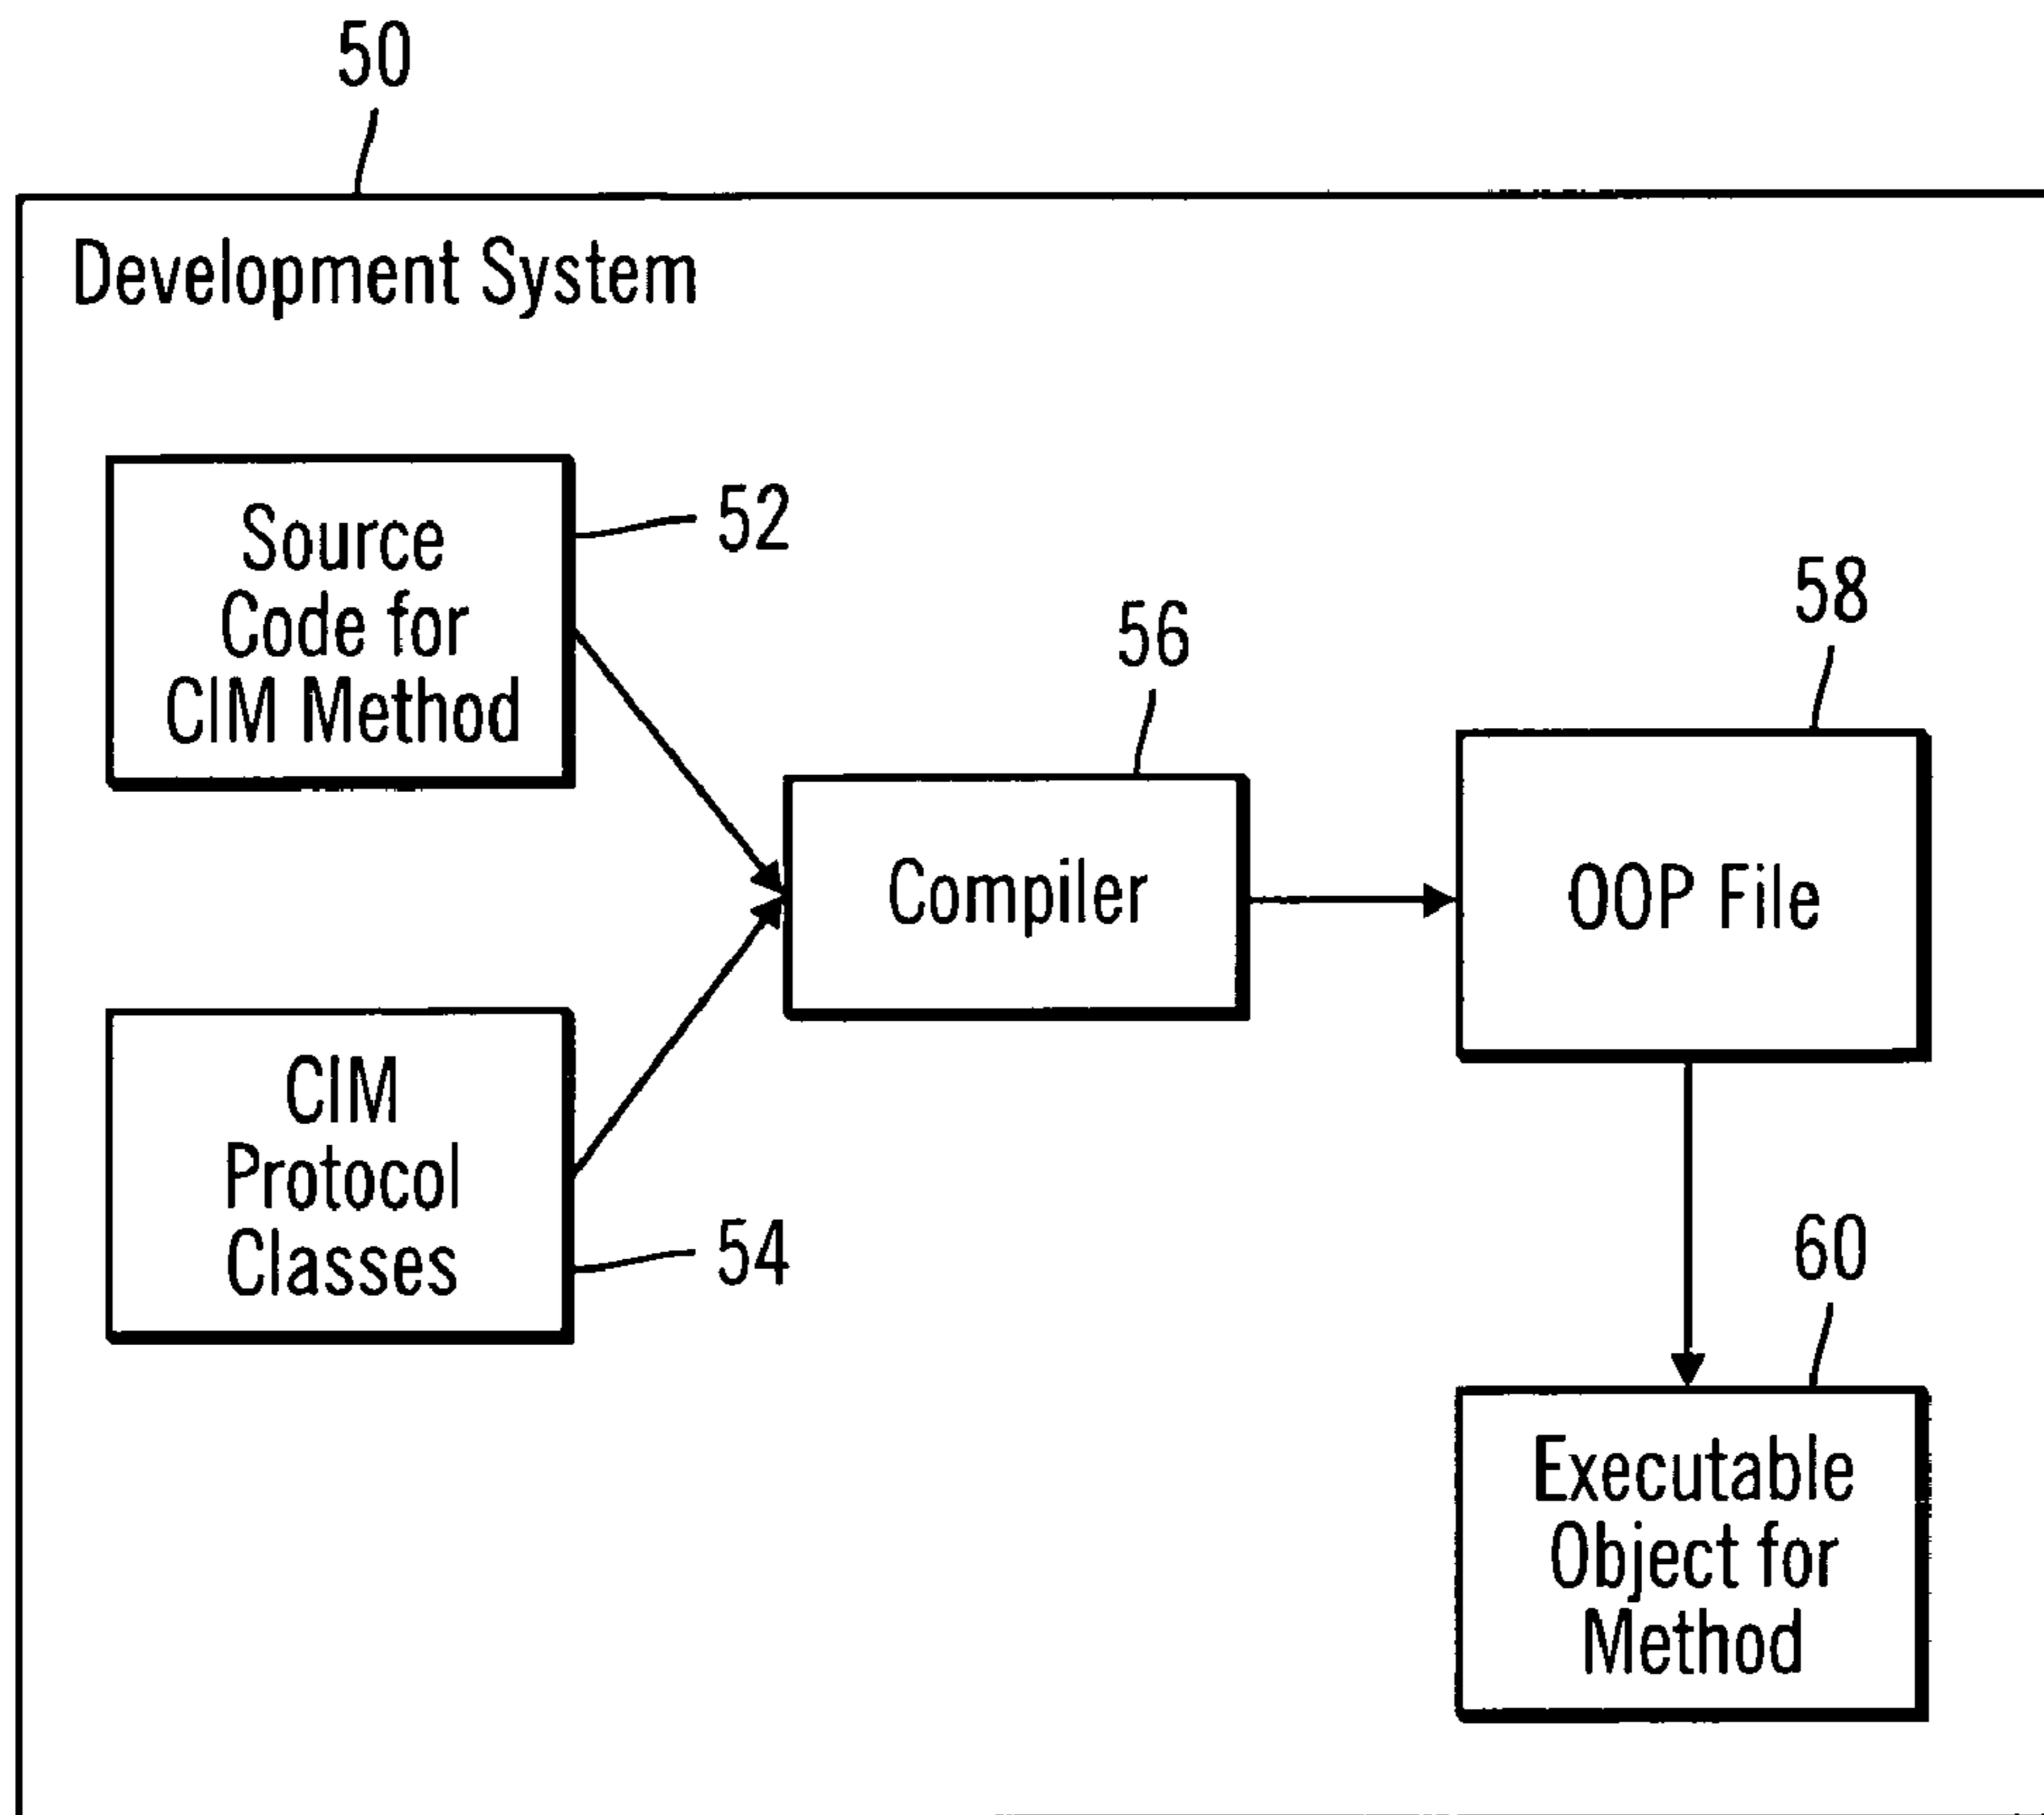 50
Development System
Source
Code for
CIM Method
52
56
58
Compiler
OOP File
CIM
Protocol
Classes
54
60
Executable
Object for
Method